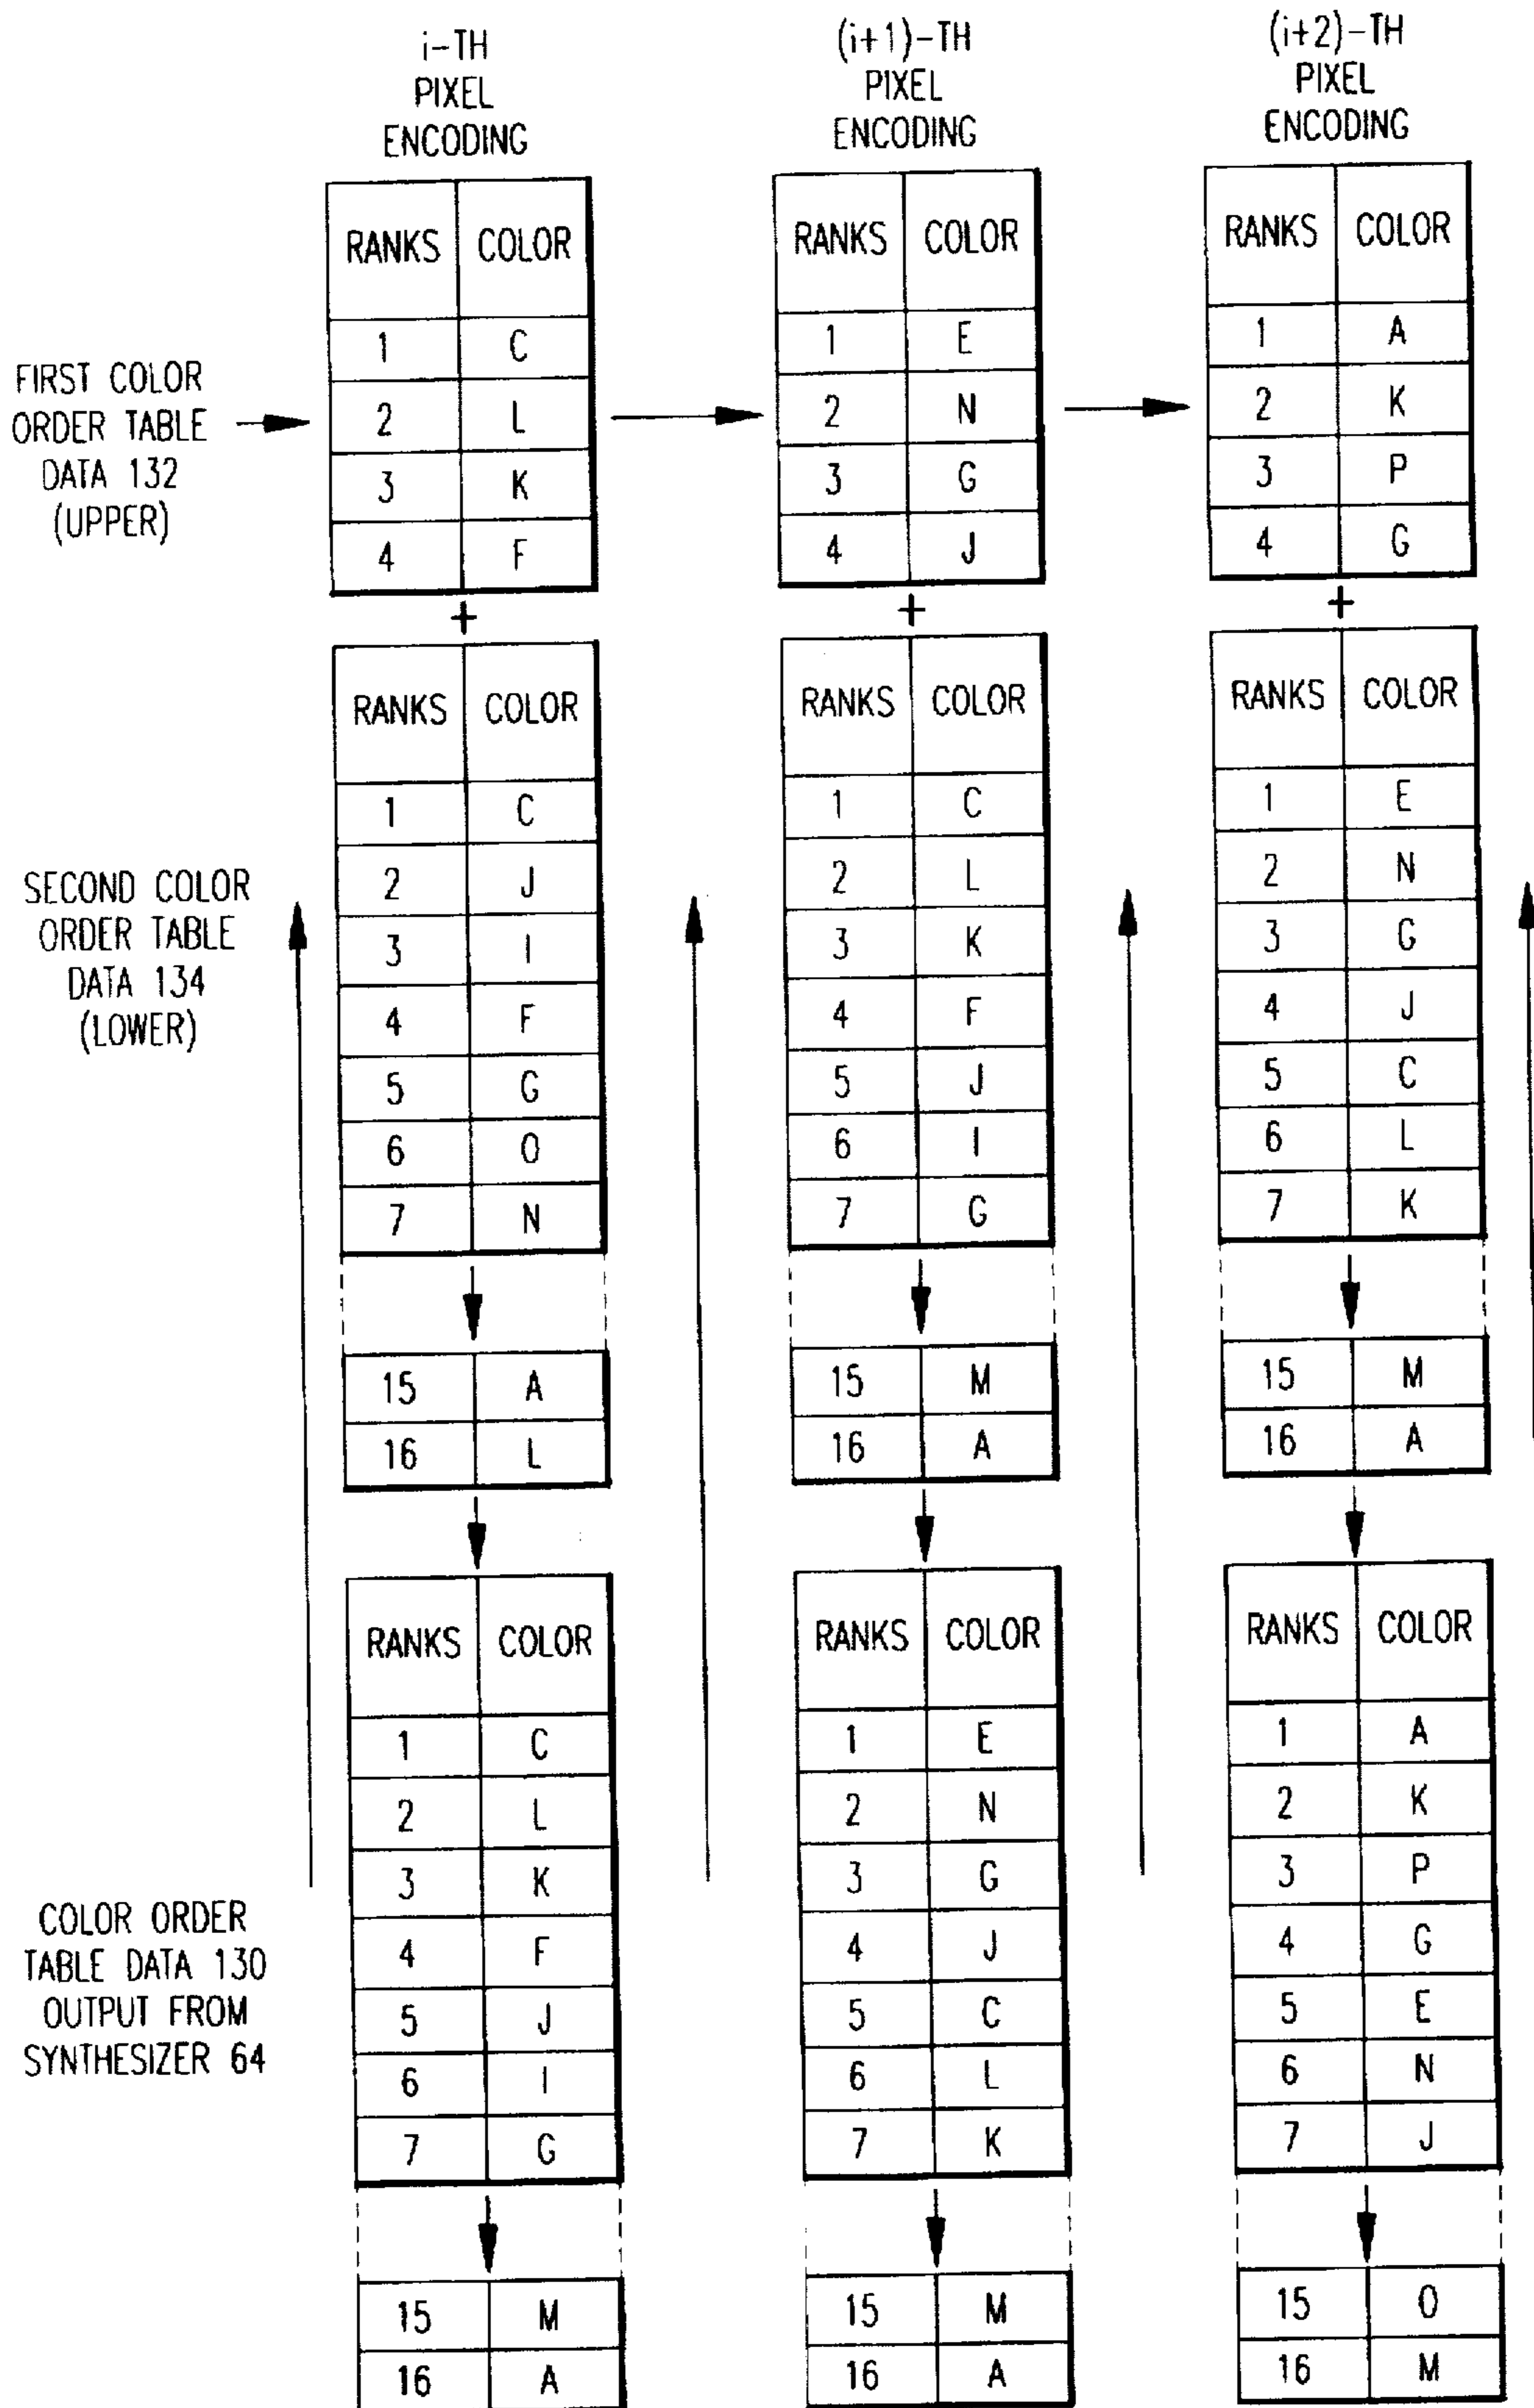 i-TH
PIXEL
ENCODING
(i+1)-TH
PIXEL
ENCODING
(i+2)-TH
PIXEL
ENCODING
FIRST COLOR
ORDER TABLE
DATA 132
(UPPER)
RANKS COLOR
1 C
2 L
3 K
4 F
RANKS COLOR
1 E
2 N
3 G
4 J
RANKS COLOR
1 A
2 K
3 P
4 G
+ + +
SECOND COLOR
ORDER TABLE
DATA 134
(LOWER)
RANKS COLOR
1 C
2 J
3 I
4 F
5 G
6 O
7 N
15 A
16 L
RANKS COLOR
1 C
2 L
3 K
4 F
5 J
6 I
7 G
15 M
16 A
RANKS COLOR
1 E
2 N
3 G
4 J
5 C
6 L
7 K
15 M
16 A
COLOR ORDER
TABLE DATA 130
OUTPUT FROM
SYNTHESIZER 64
RANKS COLOR
1 C
2 L
3 K
4 F
5 J
6 I
7 G
15 M
16 A
RANKS COLOR
1 E
2 N
3 G
4 J
5 C
6 L
7 K
15 M
16 A
RANKS COLOR
1 A
2 K
3 P
4 G
5 E
6 N
7 J
15 O
16 M